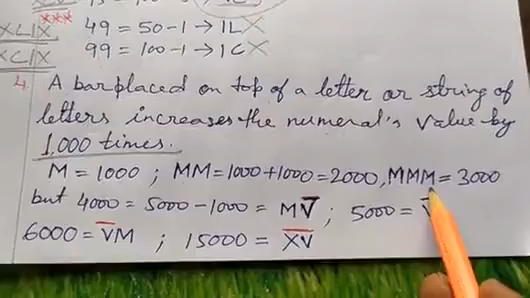 XLIX
***
49 = 50-1 → IL X
XCIX
99 = 100-1 → IC X
4. A bar placed on top of a letter or string of
letters increases the numeral's value by
1,000 times.
M = 1000 ; MM = 1000+1000 = 2000, MMM = 3000
but 4000 = 5000 - 1000 = MV̅ ; 5000 = V̅
6000 = V̅M ; 15000 = X̅V̅